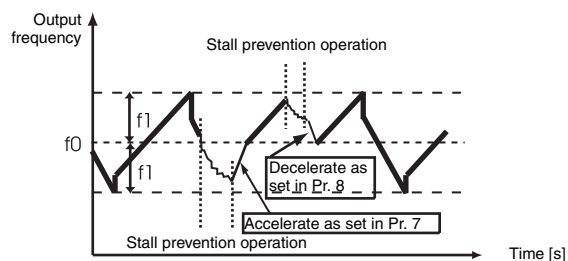 Output
frequency
Stall prevention operation
f1
f0
f1
Decelerate as
set in Pr. 8
Accelerate as set in Pr. 7
Stall prevention operation
Time [s]